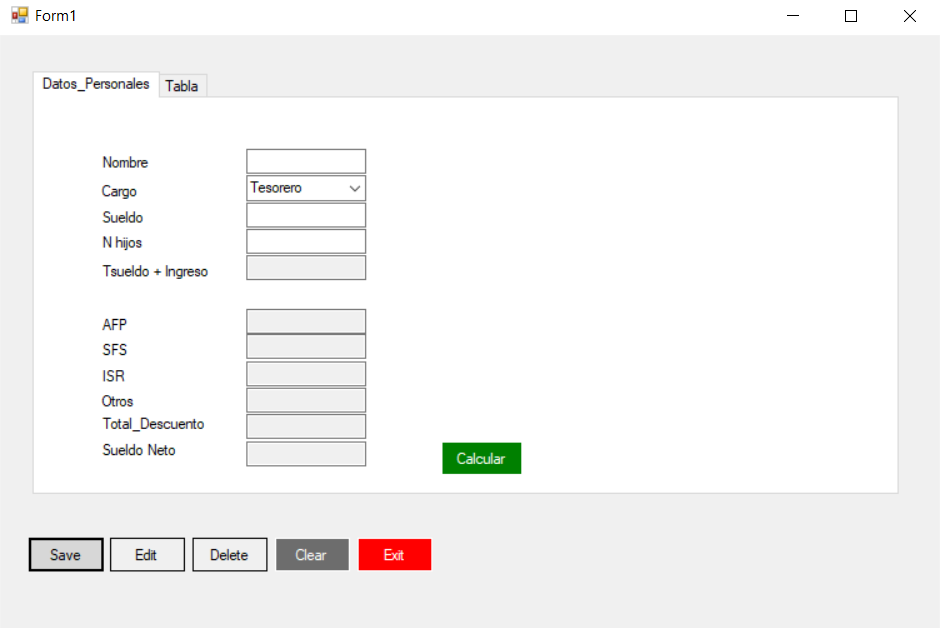 Form1
Datos_Personales Tabla
Nombre
Cargo Tesorero
Sueldo
N hijos
Tsueldo + Ingreso
AFP
SFS
ISR
Otros
Total_Descuento
Sueldo Neto
Calcular
Save Edit Delete Clear Exit